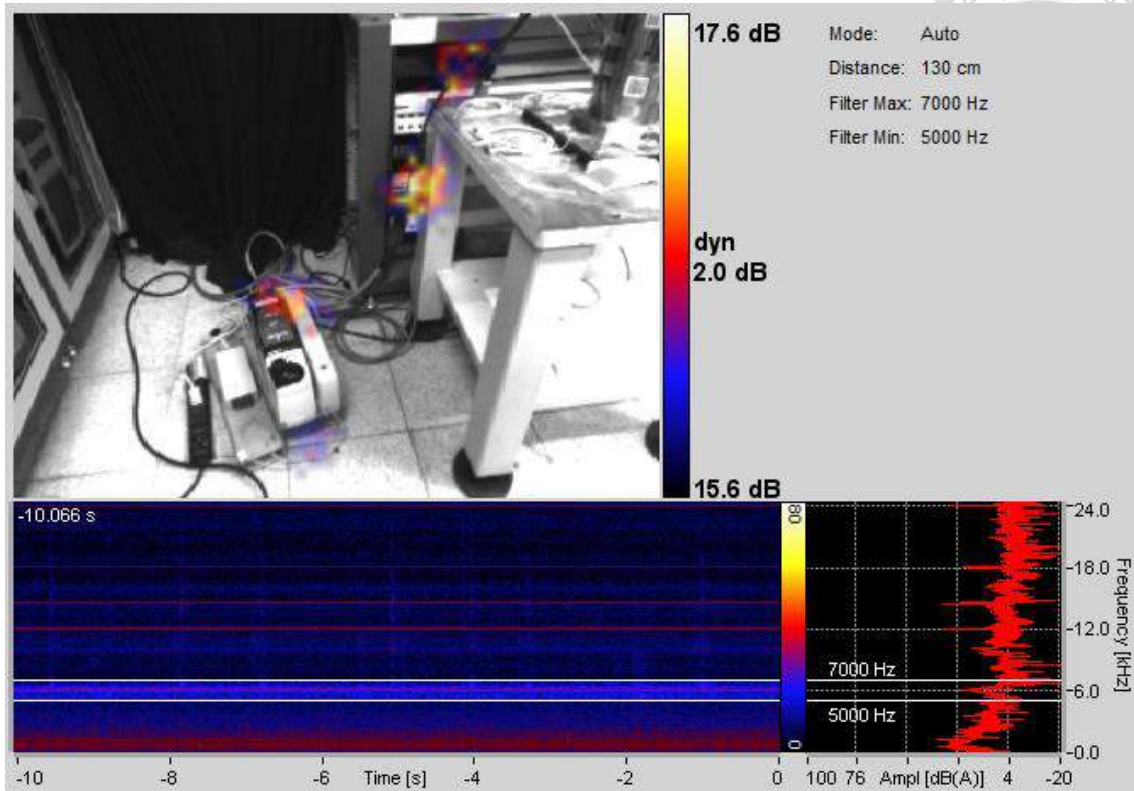 17.6 dB
dyn
2.0 dB
15.6 dB
Mode: Auto
Distance: 130 cm
Filter Max: 7000 Hz
Filter Min: 5000 Hz
-10.066 s
80
0
7000 Hz
5000 Hz
24.0
18.0
12.0
6.0
0.0
Frequency [kHz]
-10 -8 -6 Time [s] -4 -2 0
100 76 Ampl [dB(A)] 4 -20